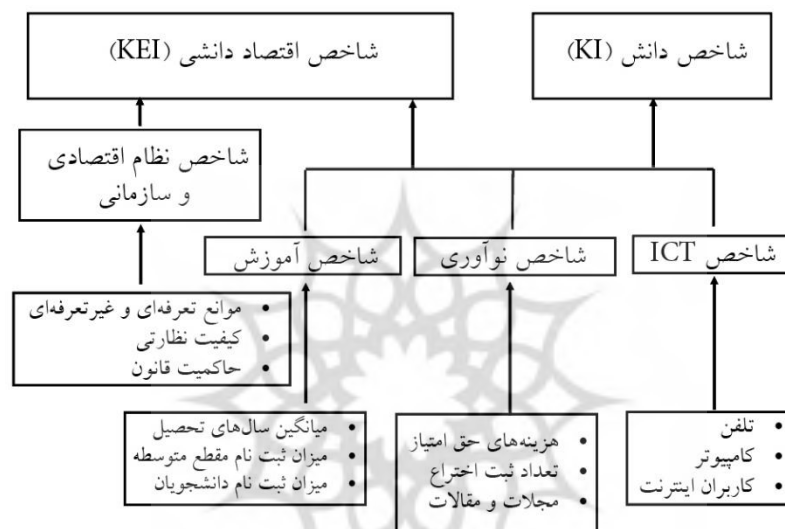 شاخص دانش (KI)
شاخص اقتصاد دانشی (KEI)
شاخص نظام اقتصادی
و سازمانی
شاخص ICT
شاخص نوآوری
شاخص آموزش
• موانع تعرفه‌ای و غیرتعرفه‌ای
• کیفیت نظارتی
• حاکمیت قانون
• تلفن
• کامپیوتر
• کاربران اینترنت
• هزینه‌های حق امتیاز
• تعداد ثبت اختراع
• مجلات و مقالات
• میانگین سال‌های تحصیل
• میزان ثبت نام مقطع متوسطه
• میزان ثبت نام دانشجویان